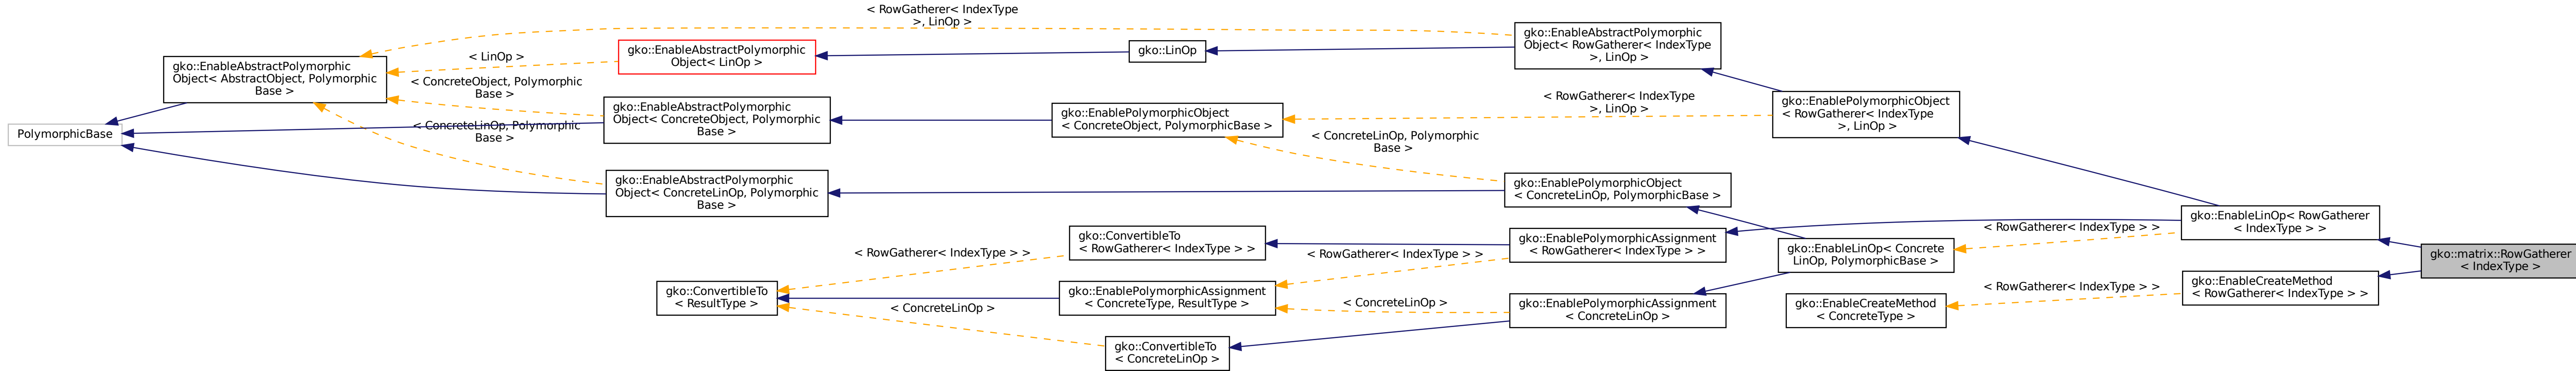 PolymorphicBase
gko::EnableAbstractPolymorphic
Object< AbstractObject, Polymorphic
Base >
< RowGatherer< IndexType
>, LinOp >
< LinOp >
< ConcreteObject, Polymorphic
Base >
< ConcreteLinOp, Polymorphic
Base >
gko::EnableAbstractPolymorphic
Object< LinOp >
gko::EnableAbstractPolymorphic
Object< ConcreteObject, Polymorphic
Base >
gko::EnableAbstractPolymorphic
Object< ConcreteLinOp, Polymorphic
Base >
gko::ConvertibleTo
< ResultType >
< RowGatherer< IndexType > >
< ConcreteLinOp >
gko::LinOp
gko::EnablePolymorphicObject
< ConcreteObject, PolymorphicBase >
gko::ConvertibleTo
< RowGatherer< IndexType > >
gko::EnablePolymorphicAssignment
< ConcreteType, ResultType >
gko::ConvertibleTo
< ConcreteLinOp >
< RowGatherer< IndexType
>, LinOp >
< ConcreteLinOp, Polymorphic
Base >
< RowGatherer< IndexType > >
< ConcreteLinOp >
gko::EnableAbstractPolymorphic
Object< RowGatherer< IndexType
>, LinOp >
gko::EnablePolymorphicObject
< ConcreteLinOp, PolymorphicBase >
gko::EnablePolymorphicAssignment
< RowGatherer< IndexType > >
gko::EnablePolymorphicAssignment
< ConcreteLinOp >
gko::EnablePolymorphicObject
< RowGatherer< IndexType
>, LinOp >
gko::EnableLinOp< Concrete
LinOp, PolymorphicBase >
gko::EnableCreateMethod
< ConcreteType >
< RowGatherer< IndexType > >
< RowGatherer< IndexType > >
gko::EnableLinOp< RowGatherer
< IndexType > >
gko::EnableCreateMethod
< RowGatherer< IndexType > >
gko::matrix::RowGatherer
< IndexType >